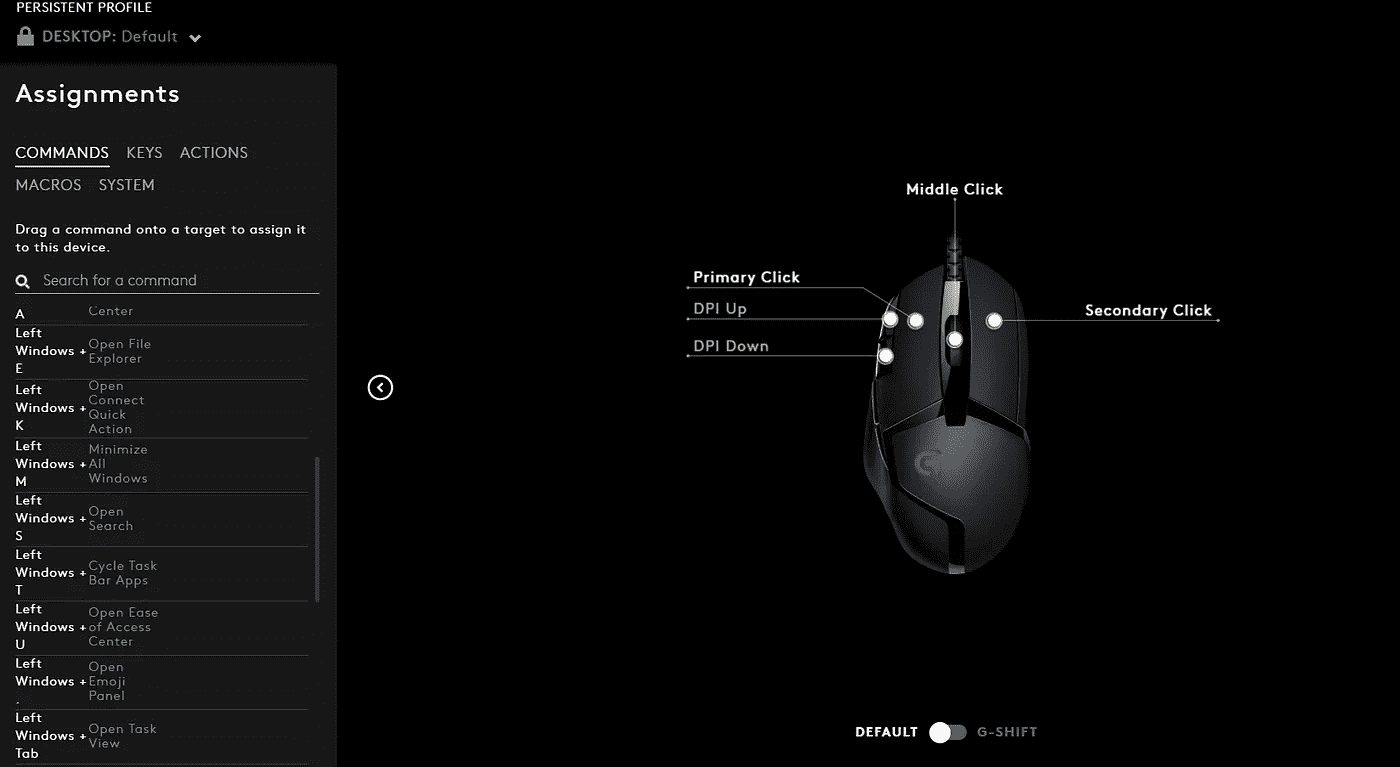 PERSISTENT PROFILE
DESKTOP: Default
Assignments
COMMANDS KEYS ACTIONS
MACROS SYSTEM
Drag a command onto a target to assign it
to this device.
Search for a command
A
Center
Left
Windows +
E
Open File
Explorer
Left
Windows +
K
Open
Connect
Quick
Action
Left
Windows +
M
Minimize
All
Windows
Left
Windows +
S
Open
Search
Left
Windows +
T
Cycle Task
Bar Apps
Left
Windows +
U
Open Ease
of Access
Center
Left
Windows +
.
Open
Emoji
Panel
Left
Windows +
Tab
Open Task
View
Middle Click
Primary Click
DPI Up
DPI Down
Secondary Click
G
DEFAULT
G-SHIFT